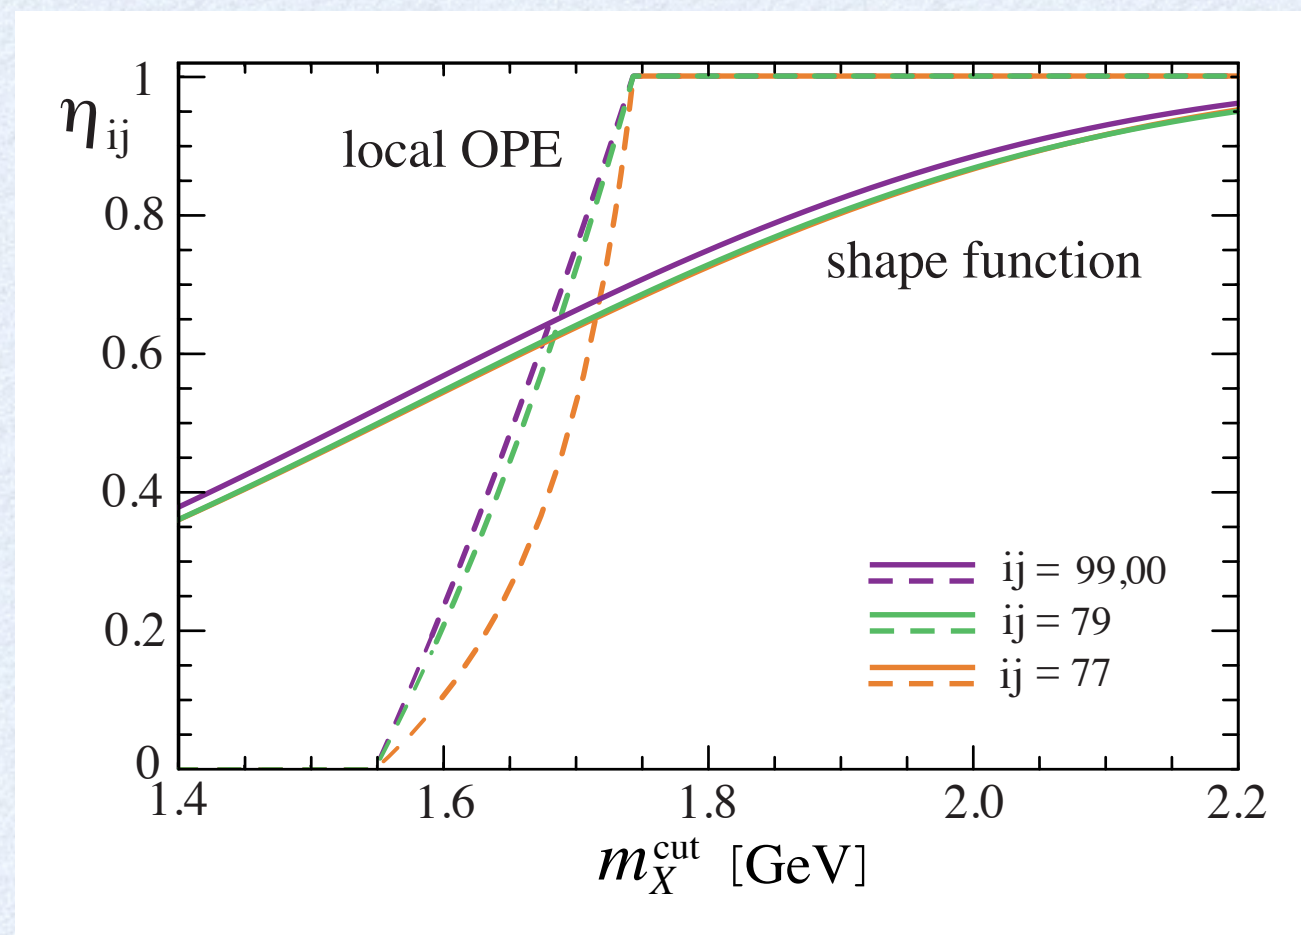 η_ij
1
0.8
0.6
0.4
0.2
0
local OPE
shape function
ij = 99,00
ij = 79
ij = 77
1.4 1.6 1.8 2.0 2.2
m_X^cut [GeV]